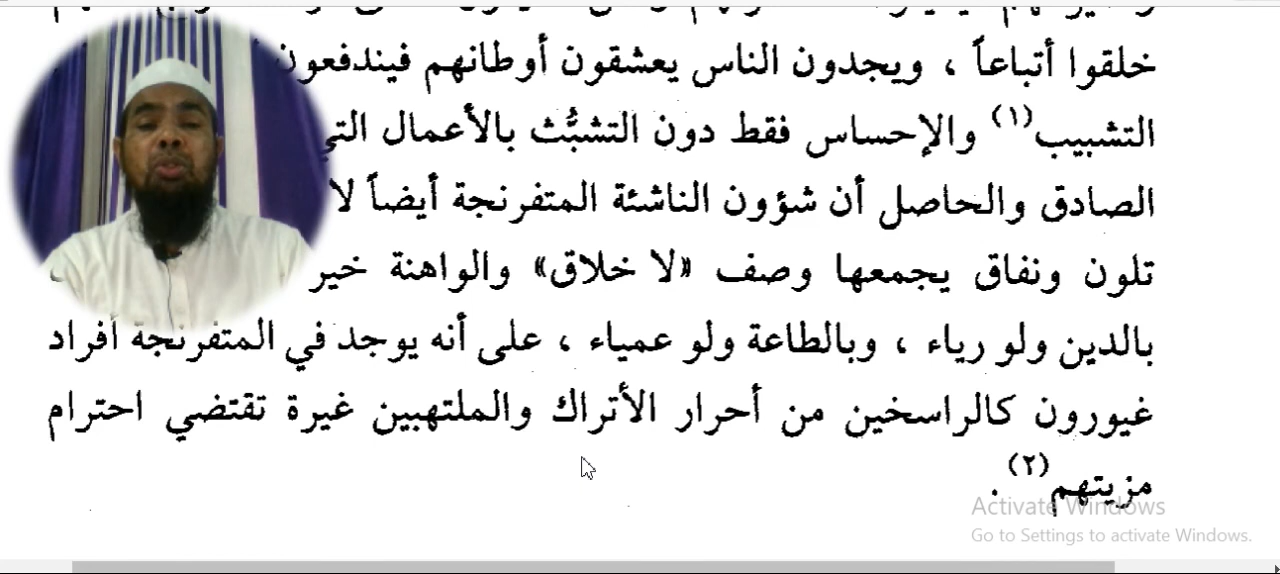 خلقوا أتباعاً ، ويجدون الناس يعشقون أوطانهم فيندفعون
التشبيب(١) والإحساس فقط دون التشبُّث بالأعمال التي
الصادق والحاصل أن شؤون الناشئة المتفرنجة أيضاً لا
تلون ونفاق يجمعها وصف «لا خلاق» والواهنة خير
بالدين ولو رياء ، وبالطاعة ولو عمياء ، على أنه يوجد في المتفرنجة أفراد
غيورون كالراسخين من أحرار الأتراك والملتهبين غيرة تقتضي احترام
مزيتهم(٢) .
Activate Windows
Go to Settings to activate Windows.